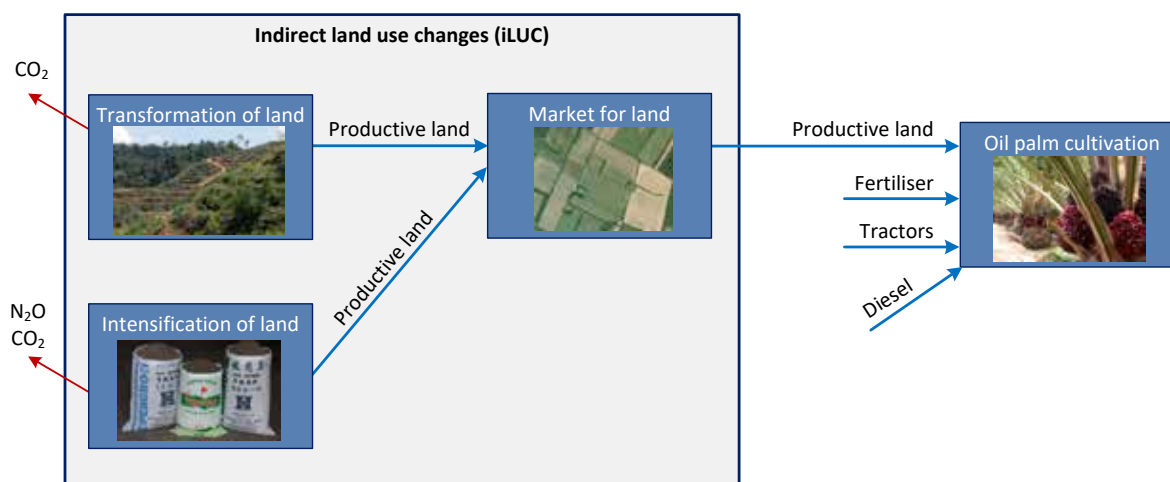 Indirect land use changes (iLUC)
CO₂
Transformation of land
Productive land
Market for land
Productive land
Oil palm cultivation
Fertiliser
Tractors
Diesel
Productive land
N₂O
CO₂
Intensification of land